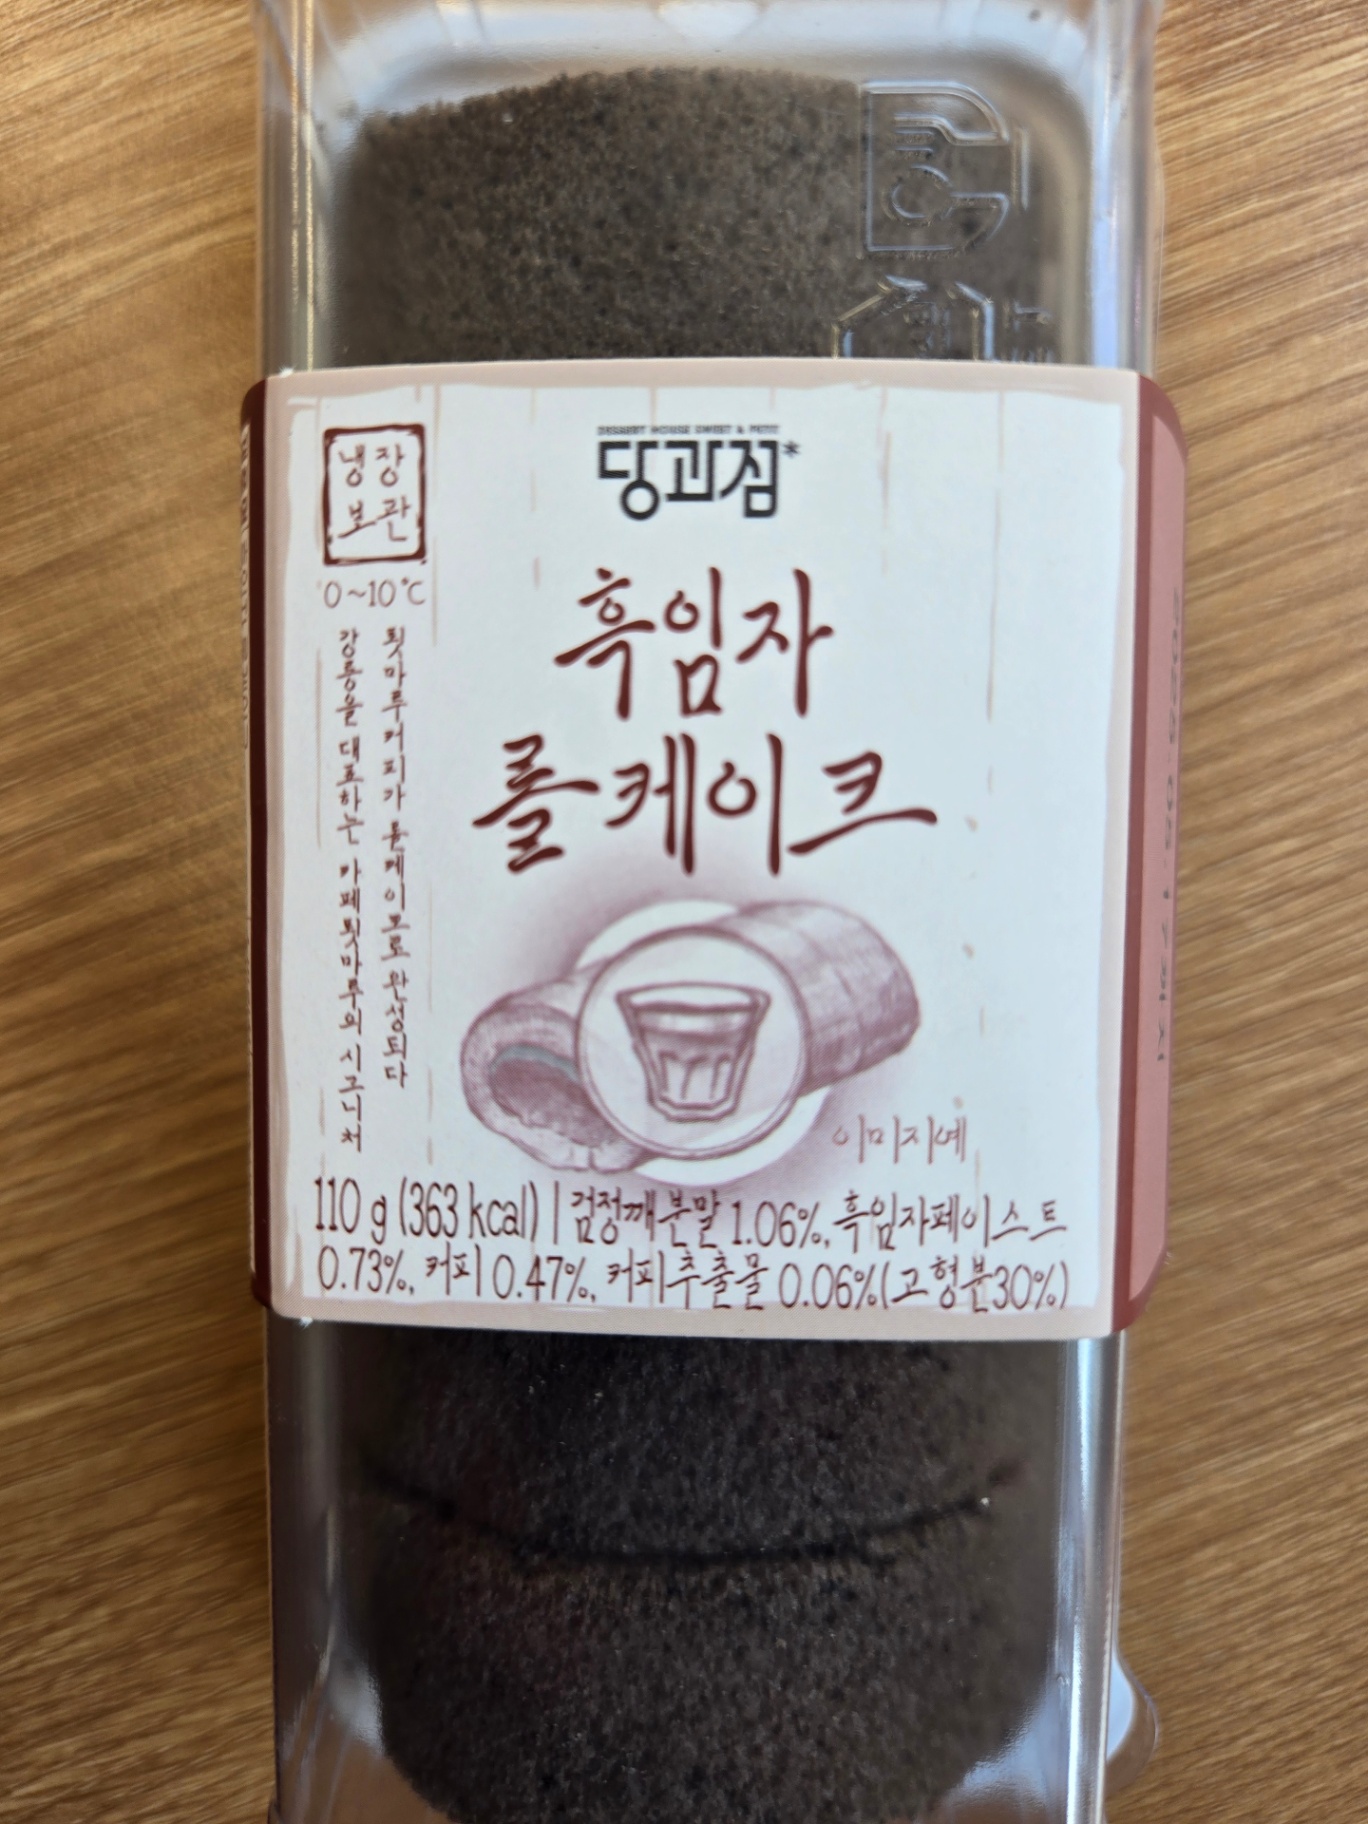 DESSERT HOUSE SWEET & PETIT
당과점*
냉장
보관
0~10℃
흑임자
롤케이크
툇마루커피가 롤케이크로 완성되다
강릉을 대표하는 카페툇마루의 시그니처
이미지예
110 g (363 kcal) | 검정깨분말 1.06%, 흑임자페이스트
0.73%, 커피 0.47%, 커피추출물 0.06%(고형분30%)